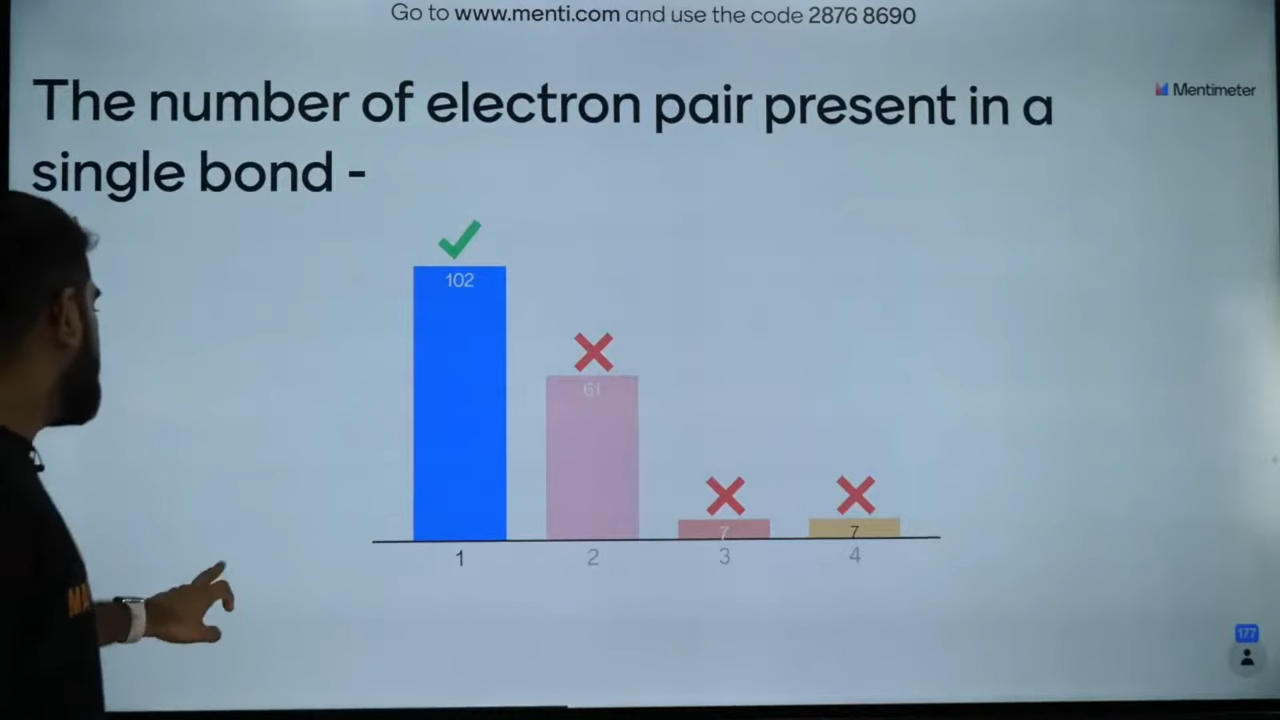 Go to www.menti.com and use the code 2876 8690
Mentimeter
The number of electron pair present in a
single bond -
102
61
7
7
1
2
3
4
177